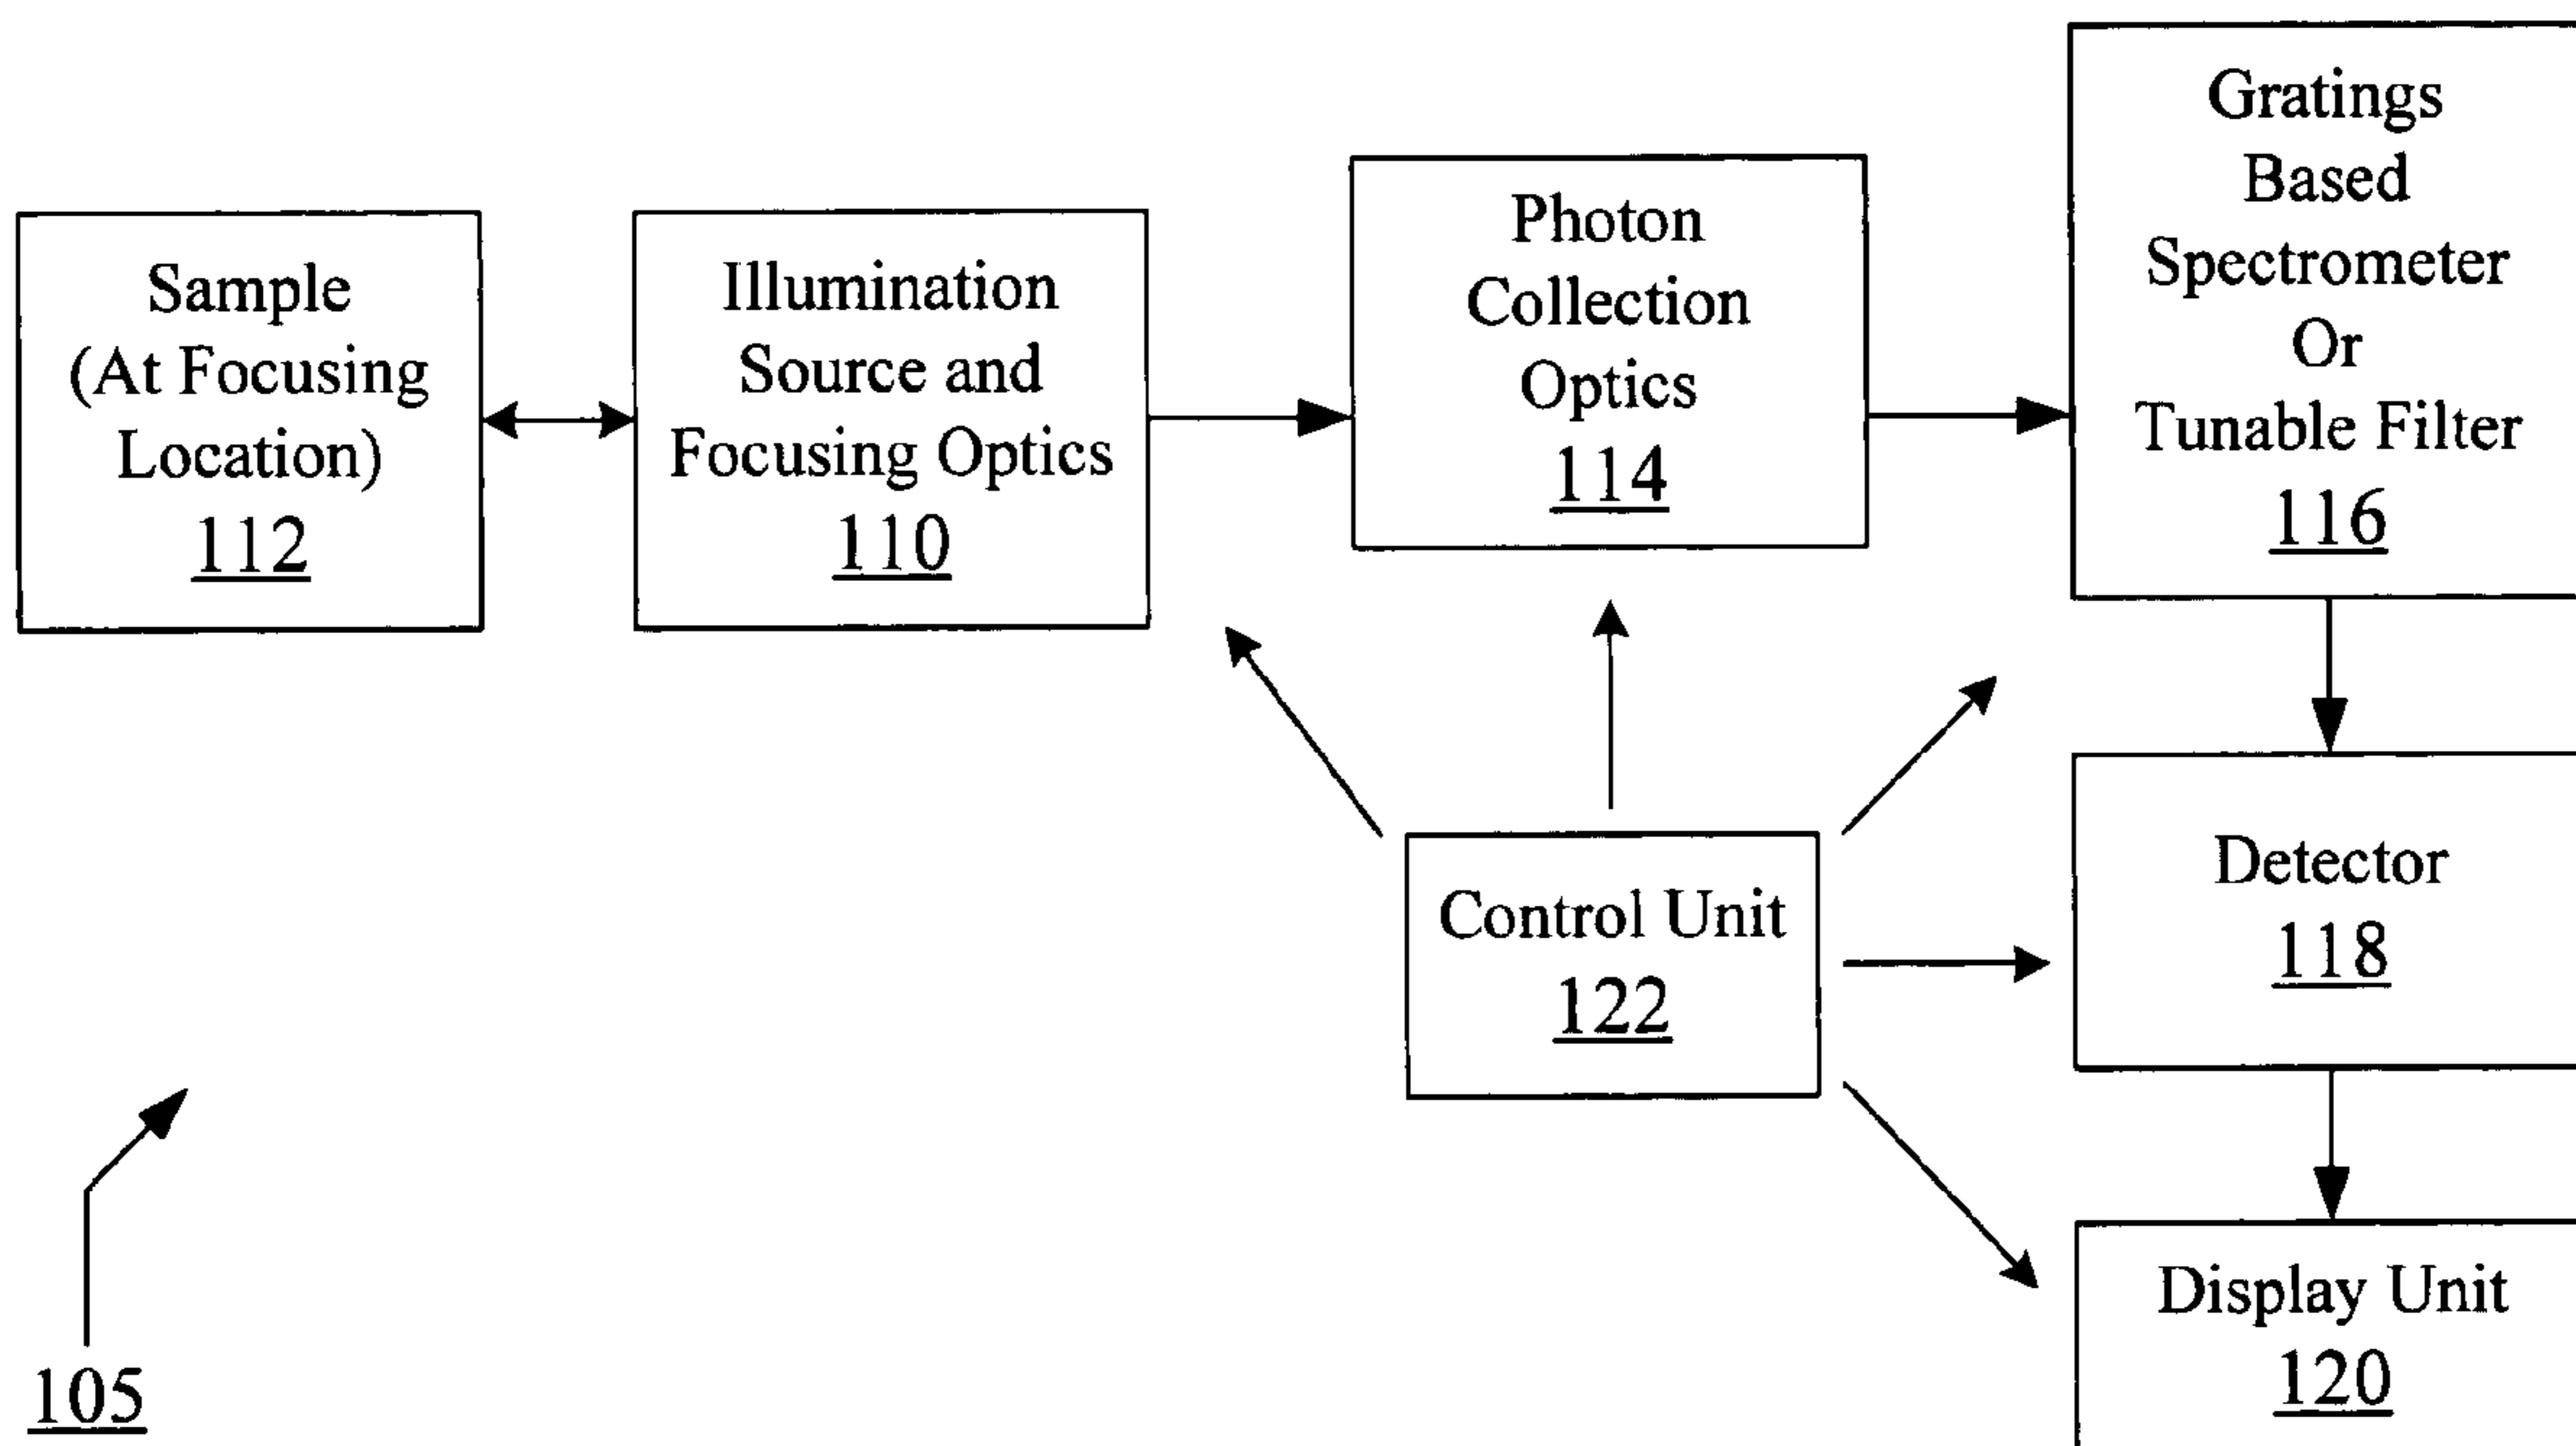 Sample
(At Focusing
Location)
112
Illumination
Source and
Focusing Optics
110
Photon
Collection
Optics
114
Gratings
Based
Spectrometer
Or
Tunable Filter
116
Control Unit
122
Detector
118
Display Unit
120
105